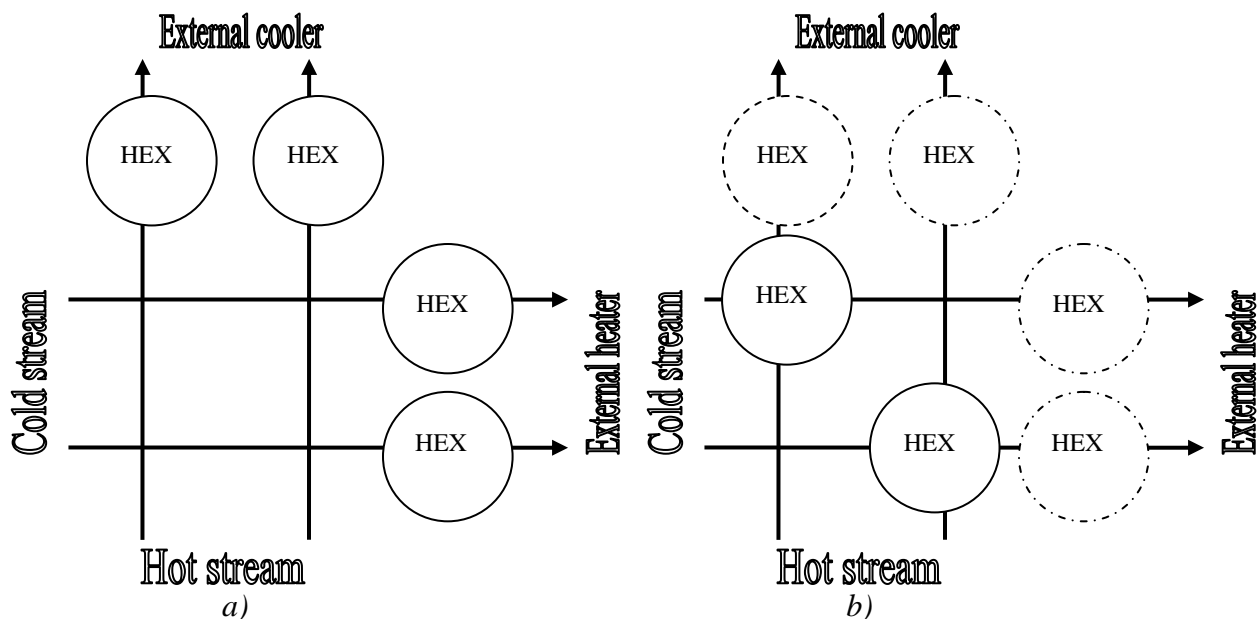 External cooler
HEX
HEX
HEX
HEX
Cold stream
External heater
Hot stream
a)
External cooler
HEX
HEX
HEX
HEX
HEX
HEX
Cold stream
External heater
Hot stream
b)